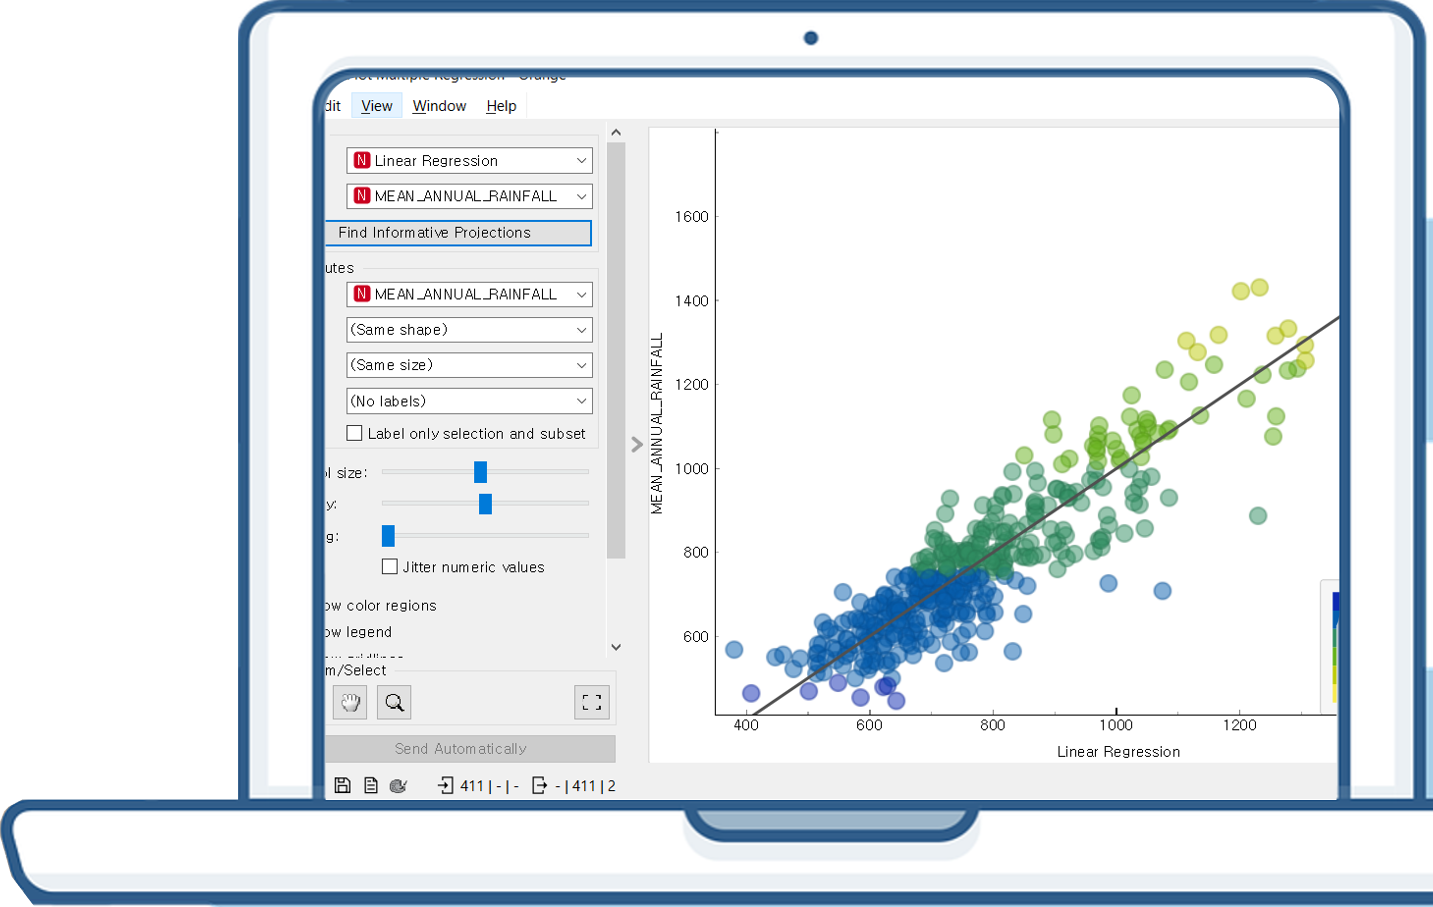 dit View Window Help
N Linear Regression
N MEAN_ANNUAL_RAINFALL
Find Informative Projections
utes
N MEAN_ANNUAL_RAINFALL
(Same shape)
(Same size)
(No labels)
Label only selection and subset
ol size:
y:
g:
Jitter numeric values
ow color regions
ow legend
m/Select
Send Automatically
411 | - | - - | 411 | 2
MEAN_ANNUAL_RAINFALL
1600
1400
1200
1000
800
600
400 600 800 1000 1200
Linear Regression